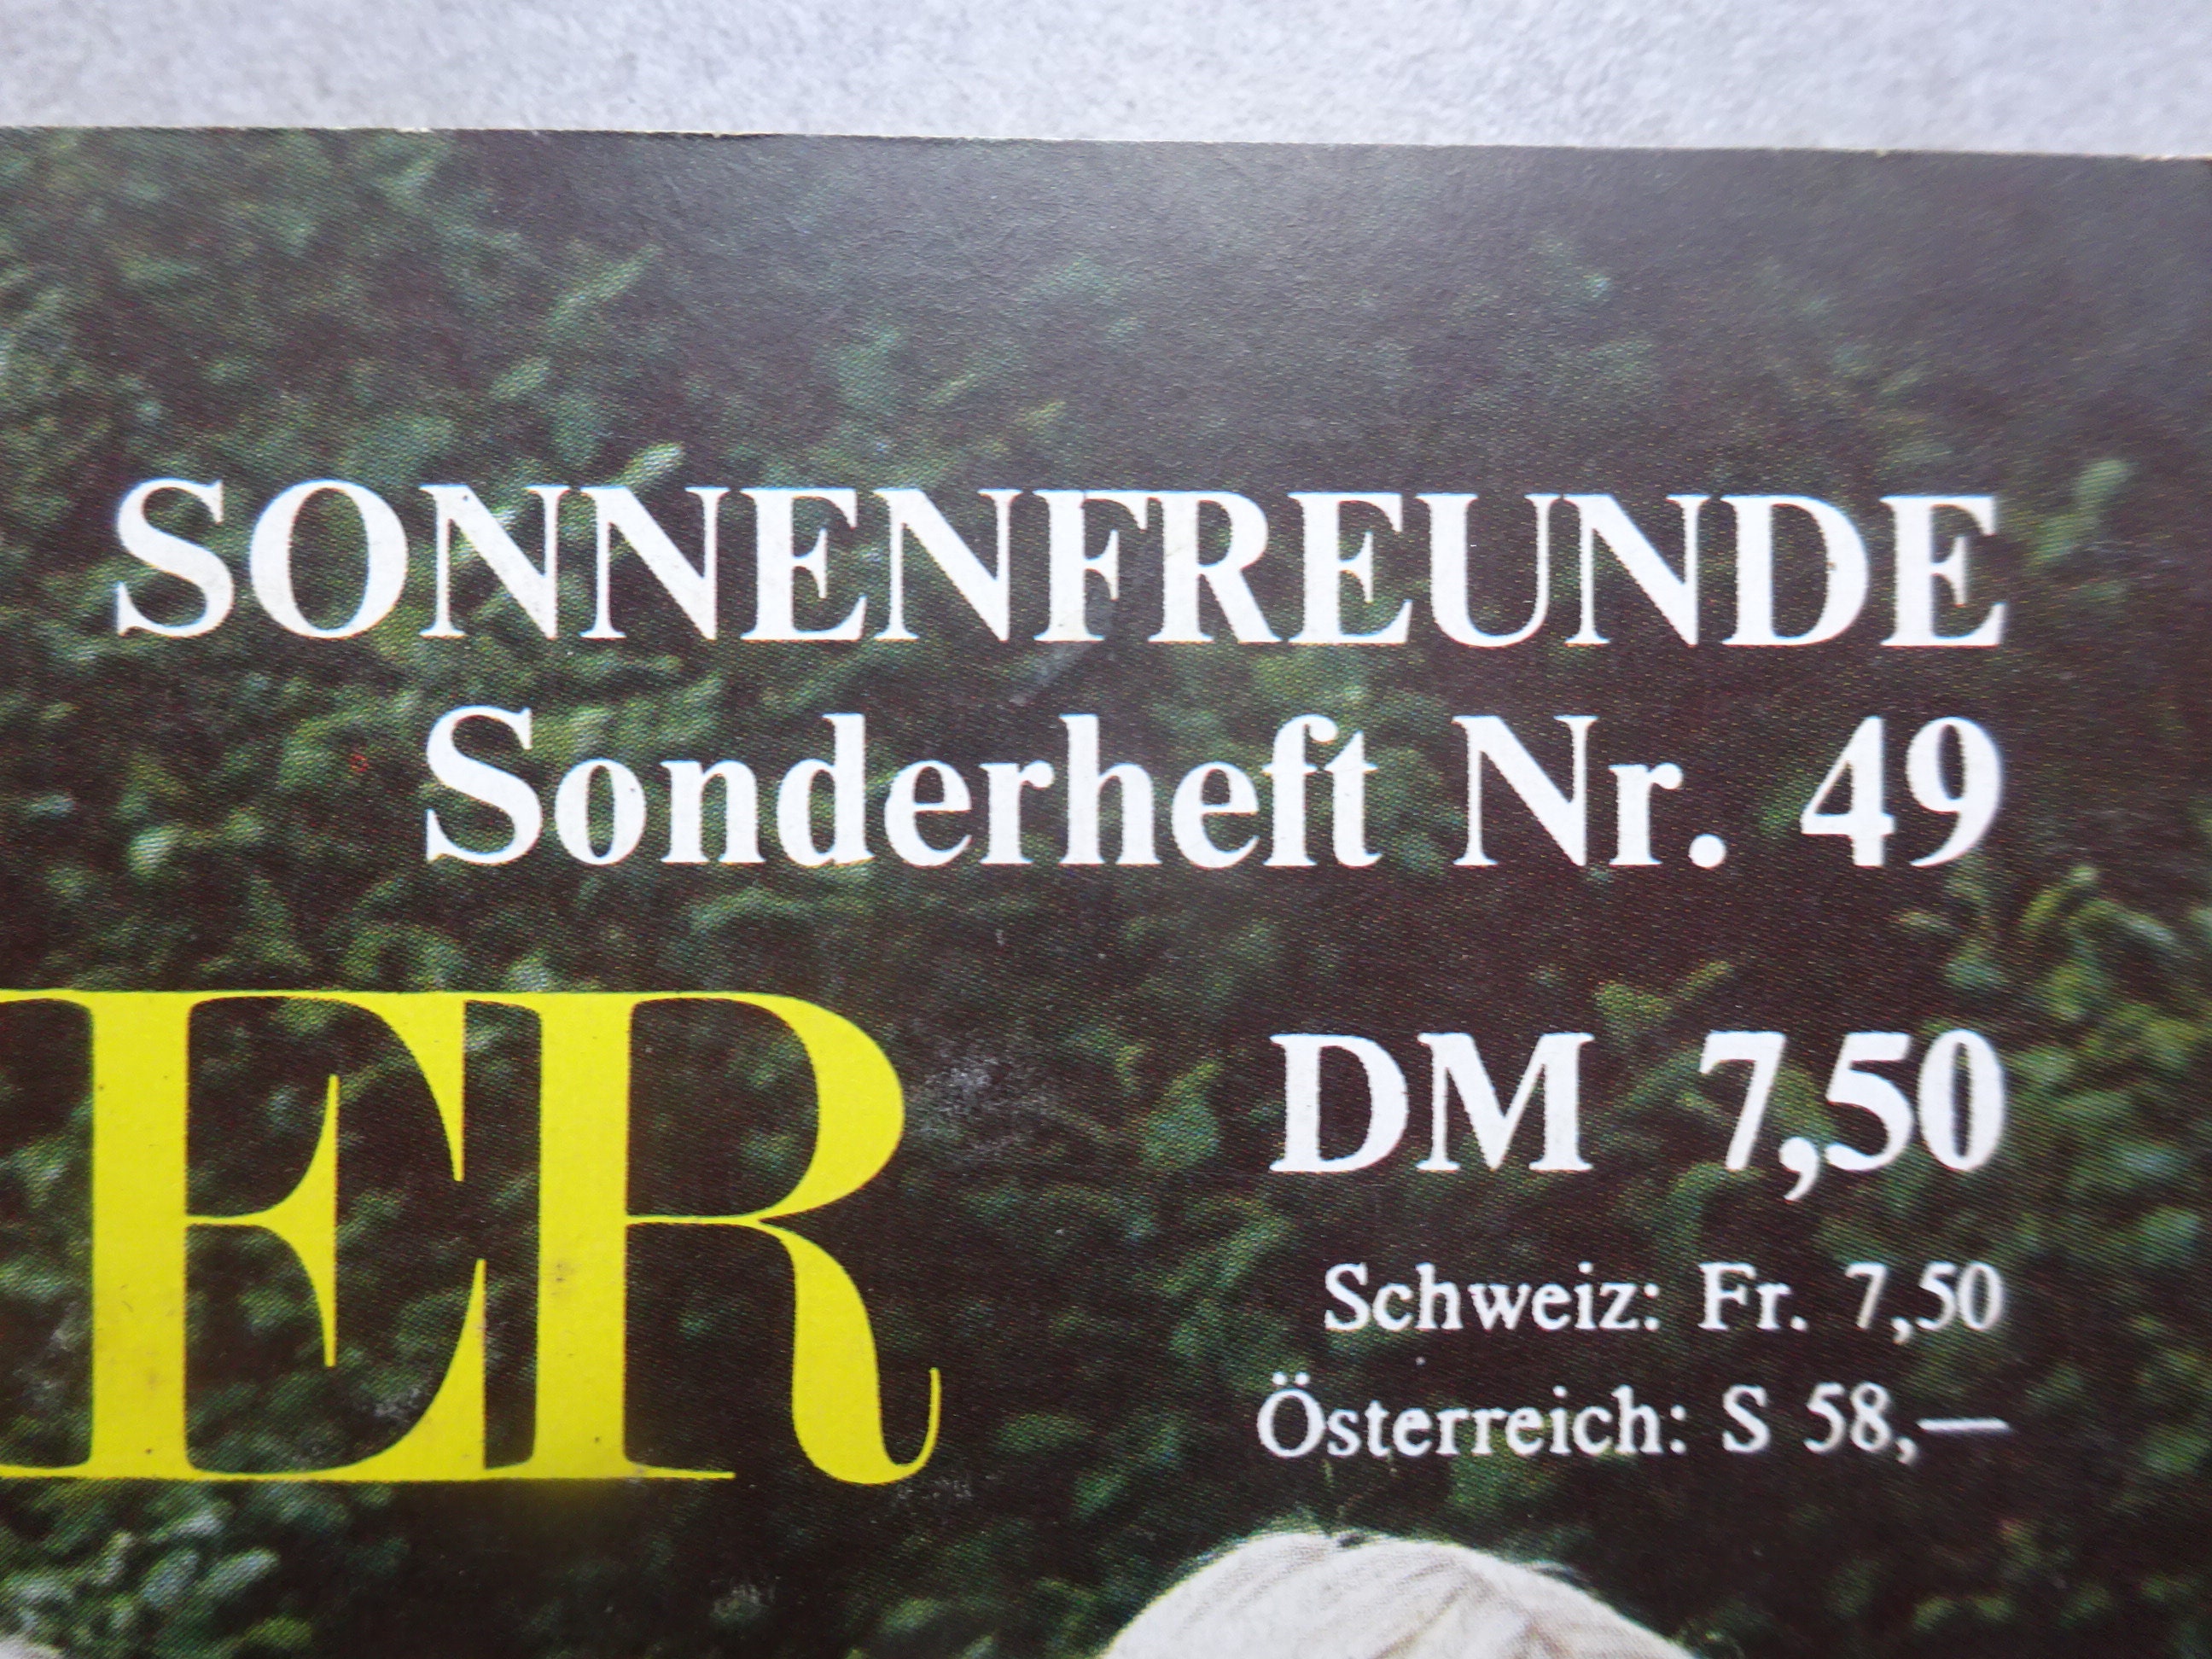 SONNENFREUNDE
Sonderheft Nr. 49
ER
DM 7,50
Schweiz: Fr. 7,50
Österreich: S 58,—